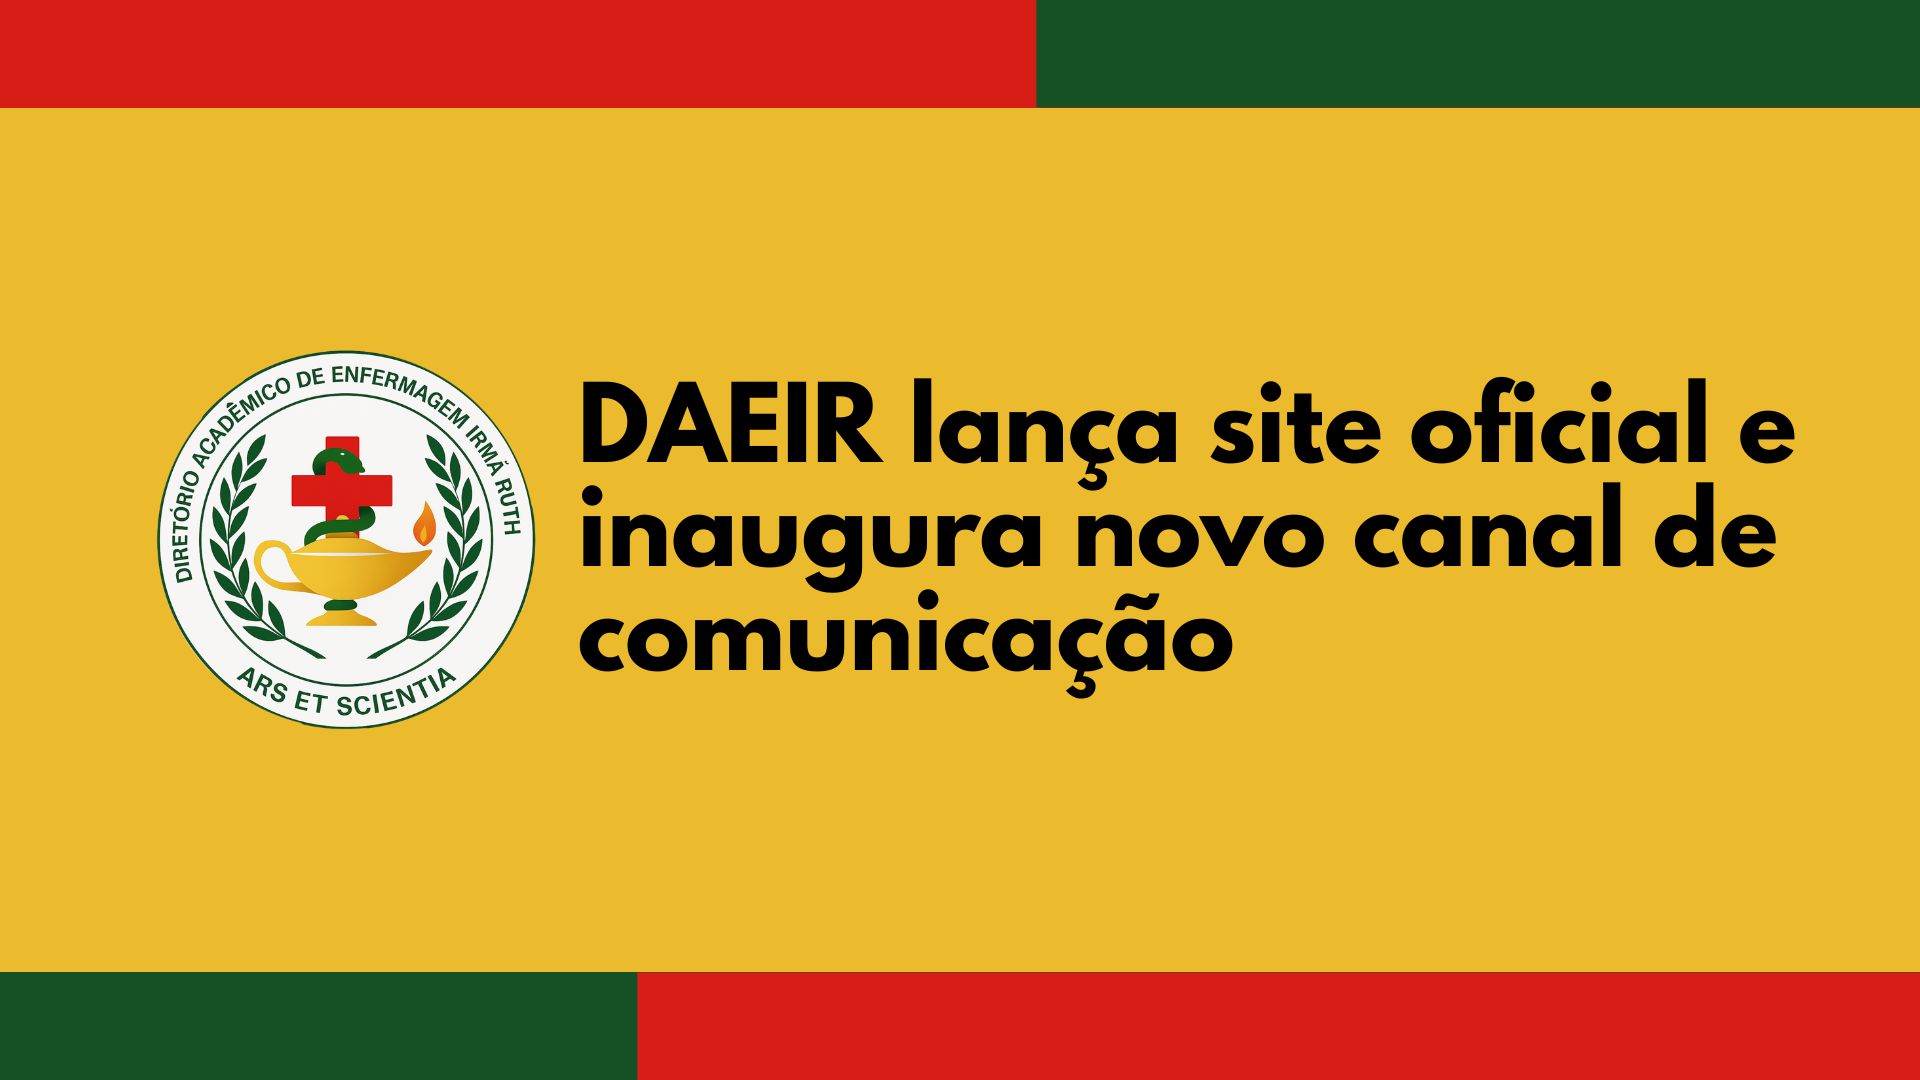 DIRETÓRIO ACADÊMICO DE ENFERMAGEM IRMÃ RUTH
ARS ET SCIENTIA
DAEIR lança site oficial e
inaugura novo canal de
comunicação